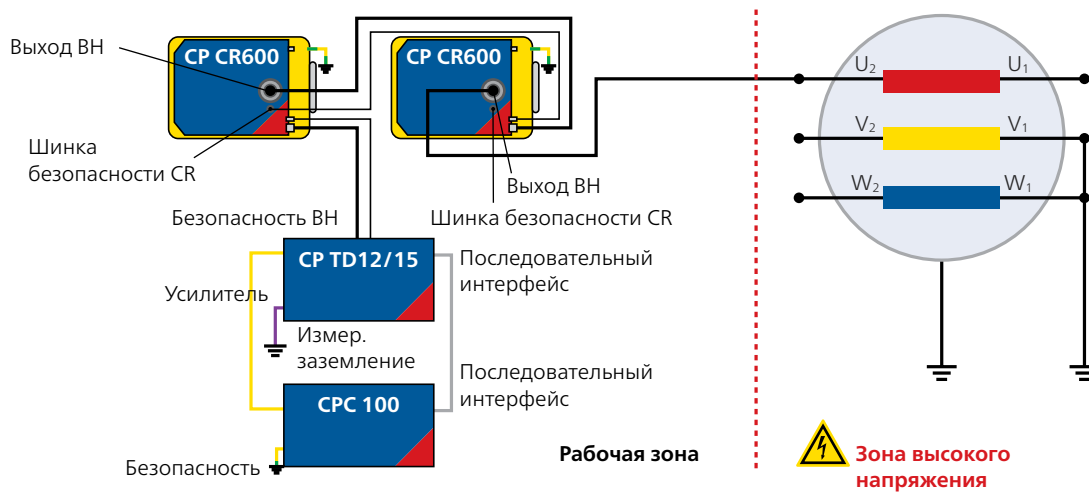 Выход ВН
CP CR600
CP CR600
Шинка
безопасности CR
Выход ВН
Шинка безопасности CR
Безопасность ВН
CP TD12/15
Последовательный
интерфейс
Усилитель
Измер.
заземление
Последовательный
интерфейс
CPC 100
Безопасность
Рабочая зона
U₂
U₁
V₂
V₁
W₂
W₁
Зона высокого
напряжения